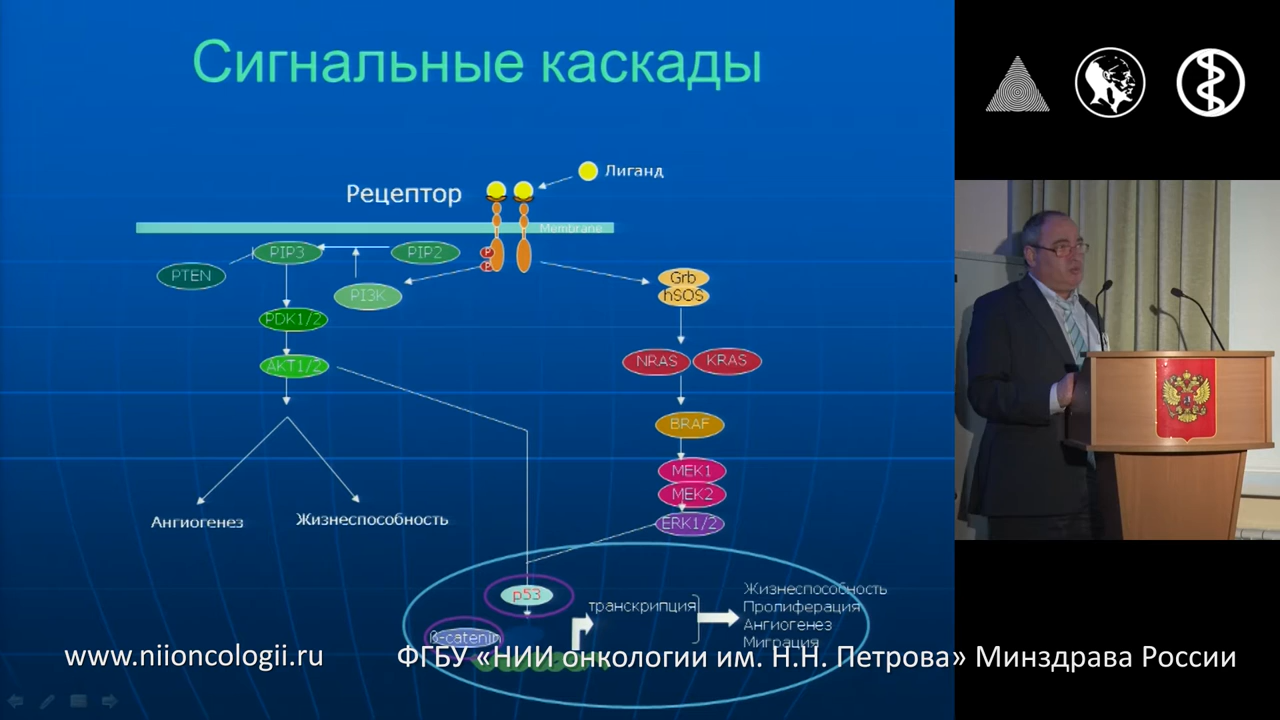 Сигнальные каскады
Лиганд
Рецептор
Membrane
PIP3
PIP2
P
P
PTEN
PI3K
Grb
hSOS
PDK1/2
NRAS
KRAS
AKT1/2
BRAF
MEK1
MEK2
ERK1/2
Ангиогенез
Жизнеспособность
p53
транскрипция
Жизнеспособность
Пролиферация
Ангиогенез
Миграция
ß-catenin
www.niioncologii.ru
ФГБУ «НИИ онкологии им. Н.Н. Петрова» Минздрава России